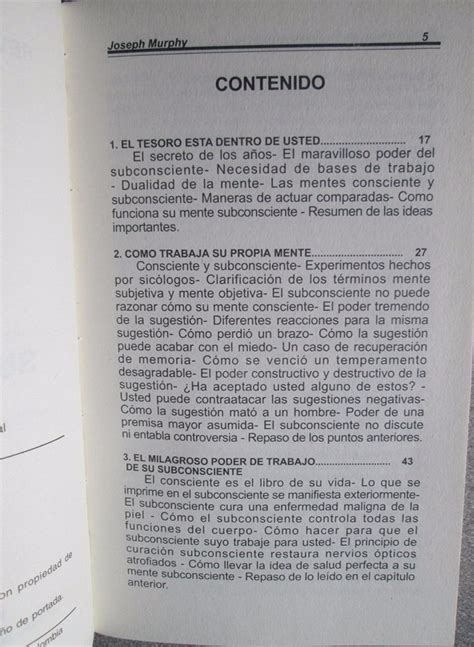 Joseph Murphy 5
CONTENIDO
1. EL TESORO ESTA DENTRO DE USTED............................ 17
El secreto de los años- El maravilloso poder del
subconsciente- Necesidad de bases de trabajo
- Dualidad de la mente- Las mentes consciente y
subconsciente- Maneras de actuar comparadas- Como
funciona su mente subconsciente - Resumen de las ideas
importantes.
2. COMO TRABAJA SU PROPIA MENTE............................... 27
Consciente y subconsciente- Experimentos hechos
por sicólogos- Clarificación de los términos mente
subjetiva y mente objetiva- El subconsciente no puede
razonar cómo su mente consciente- El poder tremendo
de la sugestión- Diferentes reacciones para la misma
sugestión- Cómo perdió un brazo- Cómo la sugestión
puede acabar con el miedo- Un caso de recuperación
de memoria- Cómo se venció un temperamento
desagradable- El poder constructivo y destructivo de la
sugestión- ¿Ha aceptado usted alguno de estos? -
Usted puede contraatacar las sugestiones negativas-
Cómo la sugestión mató a un hombre- Poder de una
premisa mayor asumida- El subconsciente no discute
ni entabla controversia - Repaso de los puntos anteriores.
3. EL MILAGROSO PODER DE TRABAJO........................ 43
DE SU SUBCONSCIENTE
El consciente es el libro de su vida- Lo que se
imprime en el subconsciente se manifiesta exteriormente-
El subconsciente cura una enfermedad maligna de la
piel - Cómo el subconsciente controla todas las
funciones del cuerpo- Cómo hacer para que el
subconsciente suyo trabaje para usted- El principio de
curación subconsciente restaura nervios ópticos
atrofiados - Cómo llevar la idea de salud perfecta a su
mente subconsciente - Repaso de lo leído en el capítulo
anterior.
al
on propiedad de
ño de portada.
lombia